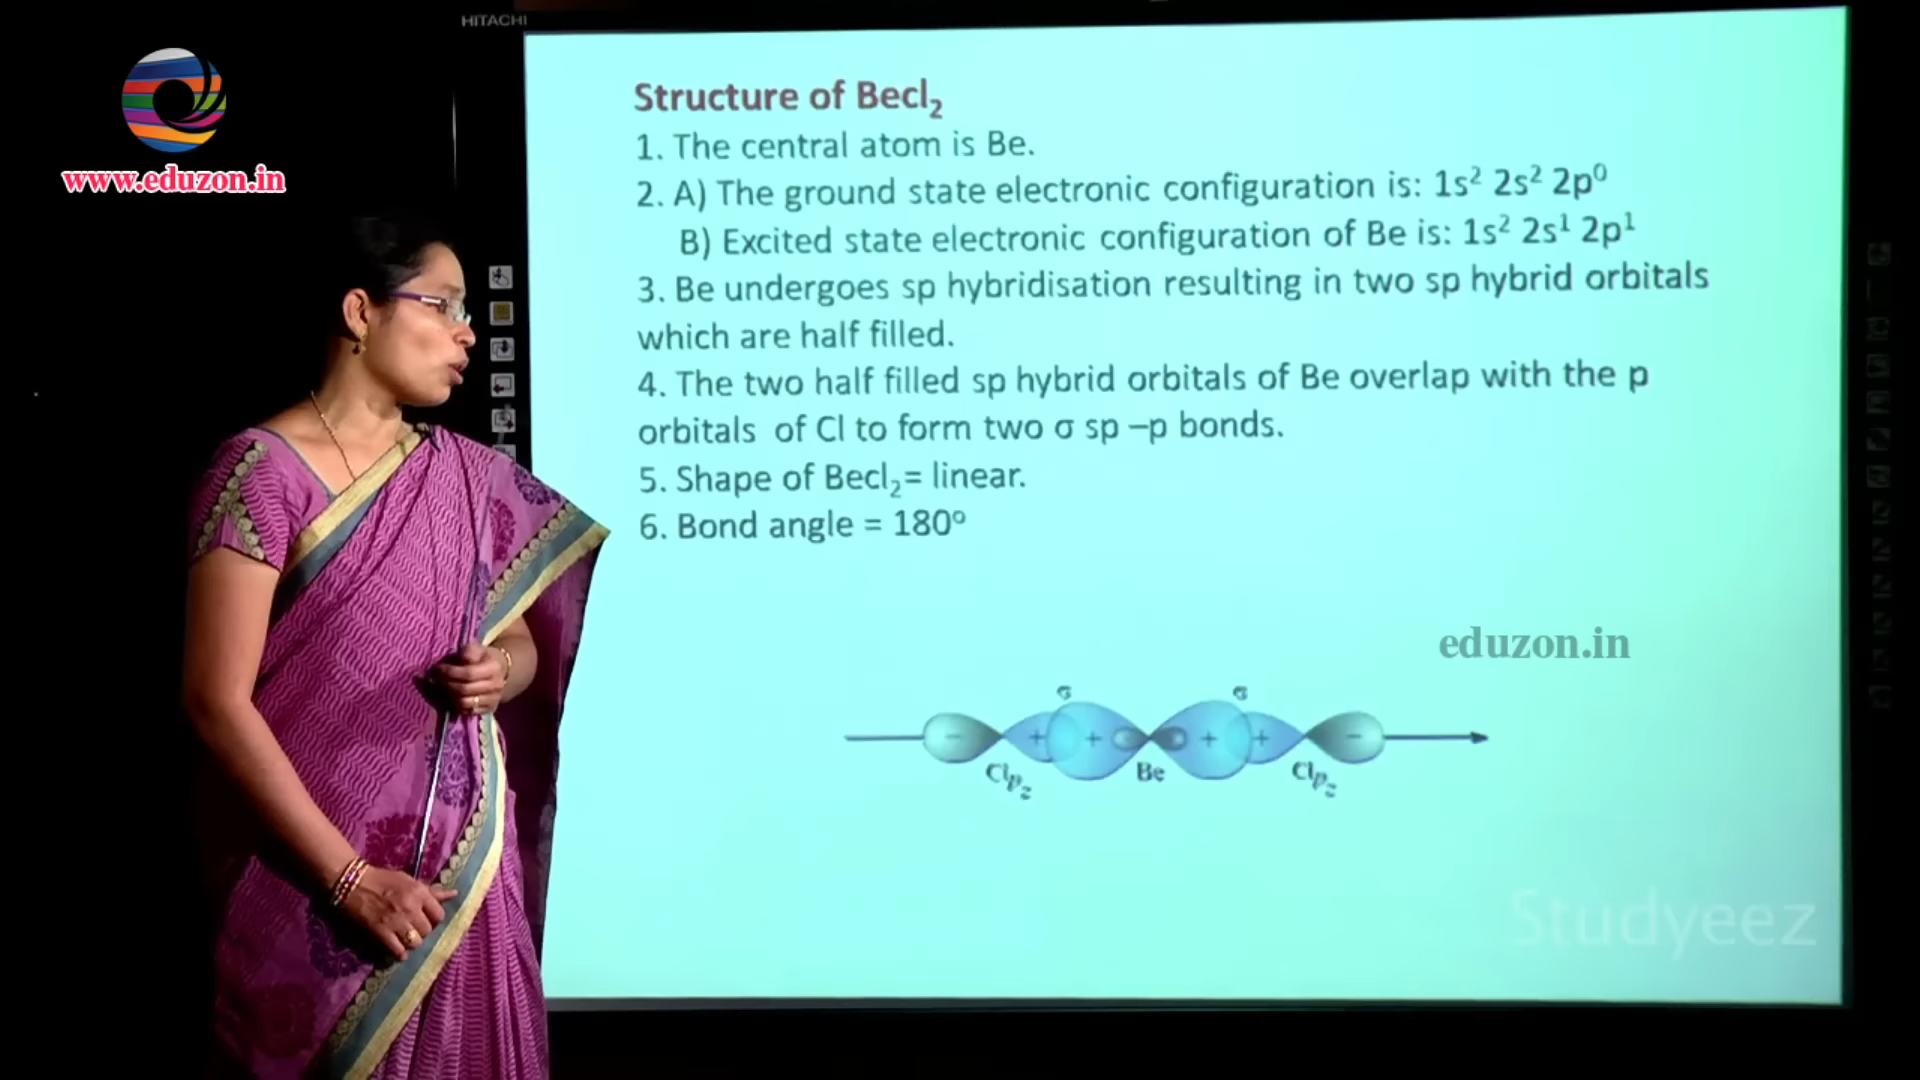 HITACHI
www.eduzon.in
Structure of Becl₂
1. The central atom is Be.
2. A) The ground state electronic configuration is: 1s² 2s² 2p⁰
B) Excited state electronic configuration of Be is: 1s² 2s¹ 2p¹
3. Be undergoes sp hybridisation resulting in two sp hybrid orbitals
which are half filled.
4. The two half filled sp hybrid orbitals of Be overlap with the p
orbitals of Cl to form two σ sp –p bonds.
5. Shape of Becl₂= linear.
6. Bond angle = 180°
eduzon.in
σ σ
− + + + + −
Clp_z Be Clp_z
Studyeez